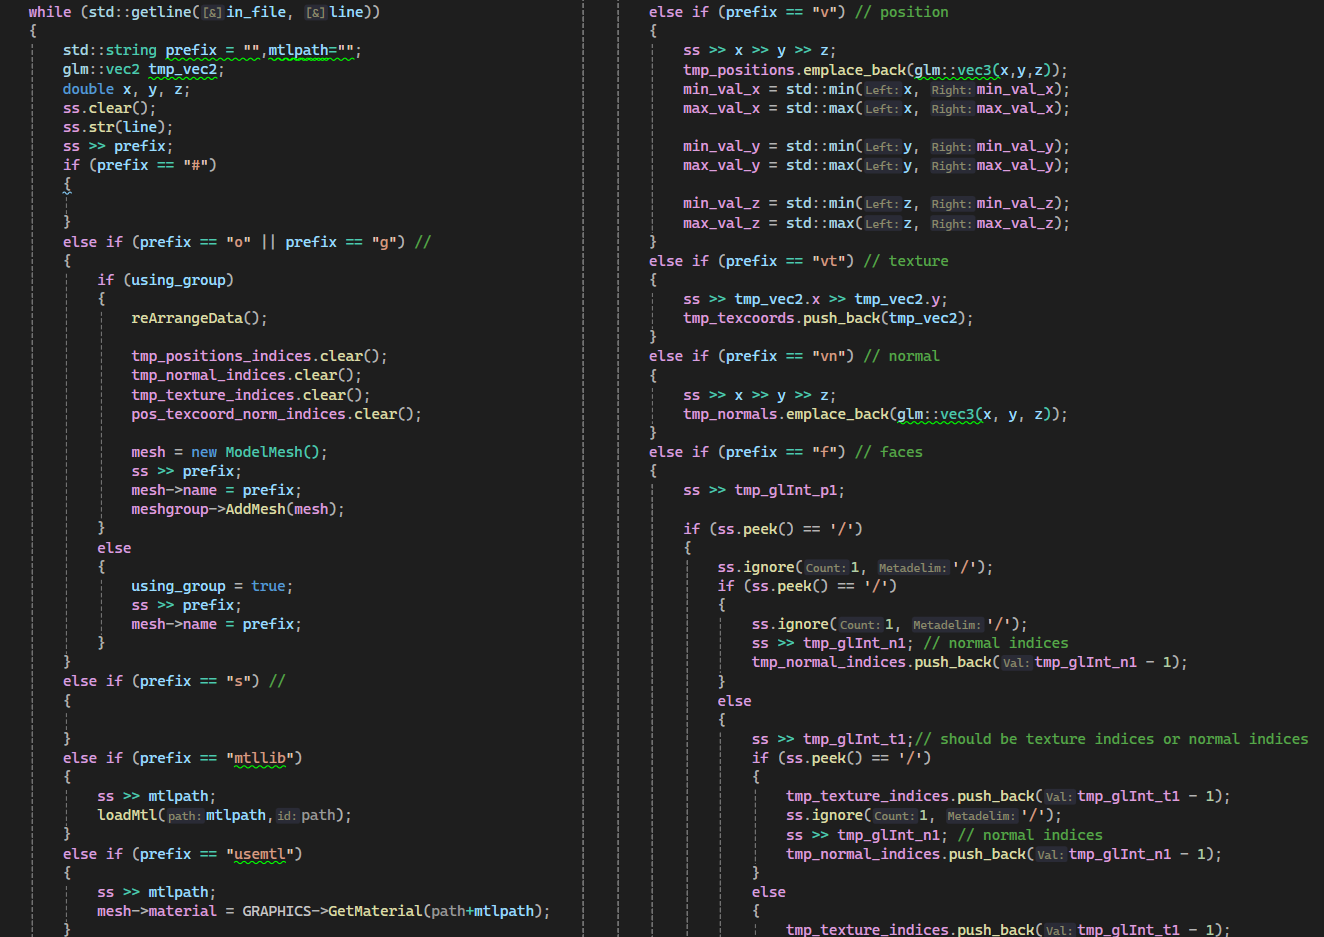 while (std::getline([&]in_file, [&]line))
{
std::string prefix = "",mtlpath="";
glm::vec2 tmp_vec2;
double x, y, z;
ss.clear();
ss.str(line);
ss >> prefix;
if (prefix == "#")
{
}
else if (prefix == "o" || prefix == "g") //
{
if (using_group)
{
reArrangeData();
tmp_positions_indices.clear();
tmp_normal_indices.clear();
tmp_texture_indices.clear();
pos_texcoord_norm_indices.clear();
mesh = new ModelMesh();
ss >> prefix;
mesh->name = prefix;
meshgroup->AddMesh(mesh);
}
else
{
using_group = true;
ss >> prefix;
mesh->name = prefix;
}
}
else if (prefix == "s") //
{
}
else if (prefix == "mtllib")
{
ss >> mtlpath;
loadMtl(path:mtlpath,id:path);
}
else if (prefix == "usemtl")
{
ss >> mtlpath;
mesh->material = GRAPHICS->GetMaterial(path+mtlpath);
}
else if (prefix == "v") // position
{
ss >> x >> y >> z;
tmp_positions.emplace_back(glm::vec3(x,y,z));
min_val_x = std::min(Left:x, Right:min_val_x);
max_val_x = std::max(Left:x, Right:max_val_x);
min_val_y = std::min(Left:y, Right:min_val_y);
max_val_y = std::max(Left:y, Right:max_val_y);
min_val_z = std::min(Left:z, Right:min_val_z);
max_val_z = std::max(Left:z, Right:max_val_z);
}
else if (prefix == "vt") // texture
{
ss >> tmp_vec2.x >> tmp_vec2.y;
tmp_texcoords.push_back(tmp_vec2);
}
else if (prefix == "vn") // normal
{
ss >> x >> y >> z;
tmp_normals.emplace_back(glm::vec3(x, y, z));
}
else if (prefix == "f") // faces
{
ss >> tmp_glInt_p1;
if (ss.peek() == '/')
{
ss.ignore(Count:1, Metadelim:'/');
if (ss.peek() == '/')
{
ss.ignore(Count:1, Metadelim:'/');
ss >> tmp_glInt_n1; // normal indices
tmp_normal_indices.push_back(Val:tmp_glInt_n1 - 1);
}
else
{
ss >> tmp_glInt_t1;// should be texture indices or normal indices
if (ss.peek() == '/')
{
tmp_texture_indices.push_back(Val:tmp_glInt_t1 - 1);
ss.ignore(Count:1, Metadelim:'/');
ss >> tmp_glInt_n1; // normal indices
tmp_normal_indices.push_back(Val:tmp_glInt_n1 - 1);
}
else
{
tmp_texture_indices.push_back(Val:tmp_glInt_t1 - 1);